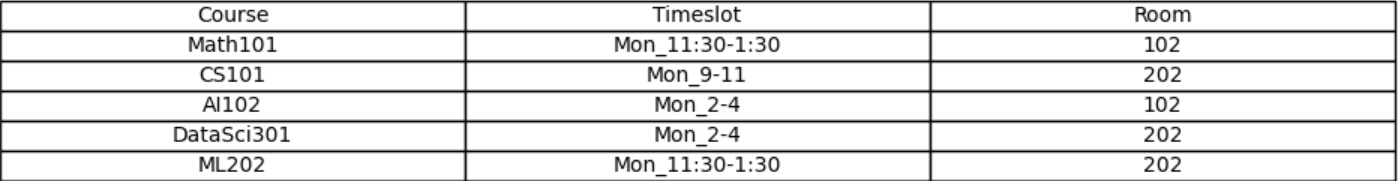 Course Timeslot Room
Math101 Mon_11:30-1:30 102
CS101 Mon_9-11 202
AI102 Mon_2-4 102
DataSci301 Mon_2-4 202
ML202 Mon_11:30-1:30 202